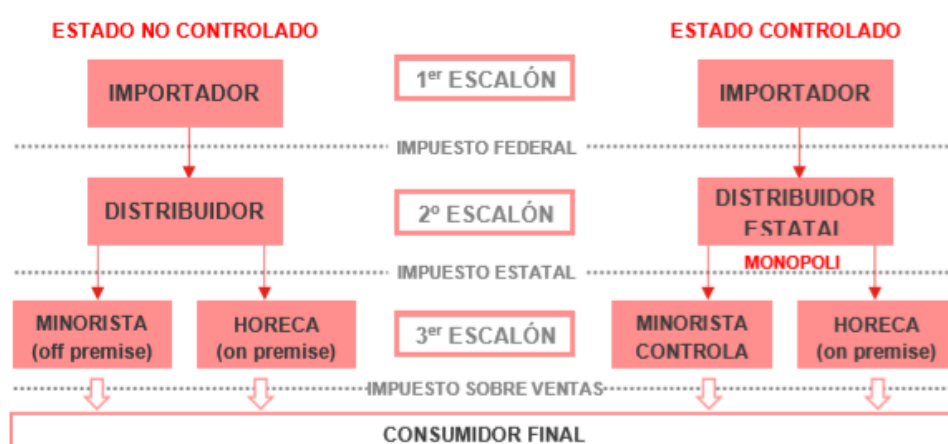 ESTADO NO CONTROLADO
ESTADO CONTROLADO
IMPORTADOR
1er ESCALÓN
IMPORTADOR
IMPUESTO FEDERAL
DISTRIBUIDOR
2º ESCALÓN
DISTRIBUIDOR
ESTATAL
MONOPOLI
IMPUESTO ESTATAL
MINORISTA
(off premise)
HORECA
(on premise)
3er ESCALÓN
MINORISTA
CONTROLA
HORECA
(on premise)
IMPUESTO SOBRE VENTAS
CONSUMIDOR FINAL